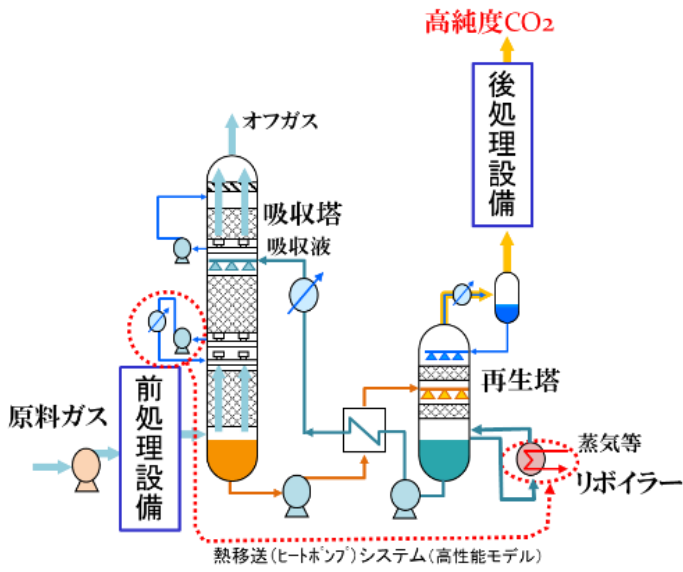 高純度CO2
後処理設備
オフガス
吸収塔
吸収液
再生塔
原料ガス
前処理設備
蒸気等
リボイラー
熱移送(ﾋｰﾄﾎﾟﾝﾌﾟ)システム(高性能モデル)